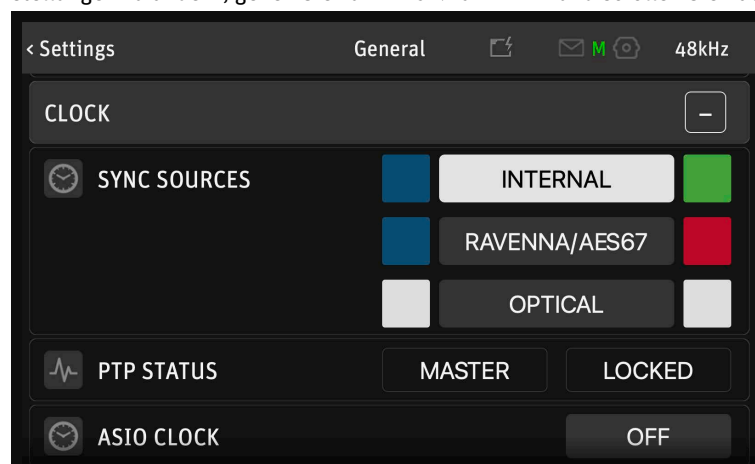 < Settings General M 48kHz
CLOCK –
SYNC SOURCES INTERNAL
RAVENNA/AES67
OPTICAL
PTP STATUS MASTER LOCKED
ASIO CLOCK OFF